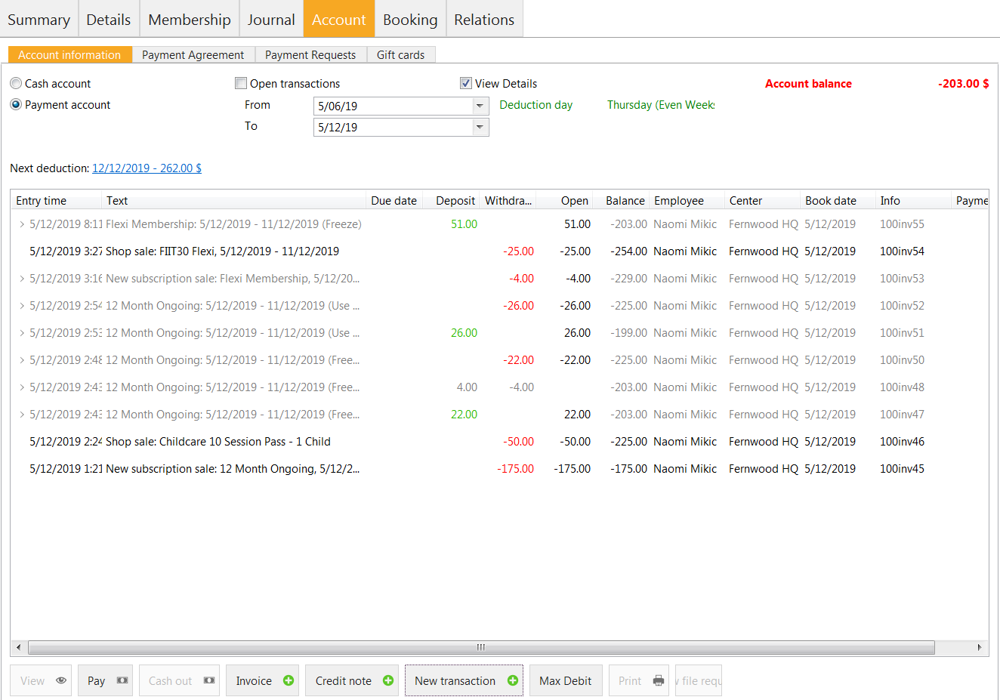 Summary Details Membership Journal Account Booking Relations
Account information Payment Agreement Payment Requests Gift cards
Cash account Open transactions View Details Account balance -203.00 $
Payment account From 5/06/19 Deduction day Thursday (Even Weeks
To 5/12/19
Next deduction: 12/12/2019 - 262.00 $
Entry time Text Due date Deposit Withdra... Open Balance Employee Center Book date Info Payme
5/12/2019 8:11 Flexi Membership: 5/12/2019 - 11/12/2019 (Freeze) 51.00 51.00 -203.00 Naomi Mikic Fernwood HQ 5/12/2019 100inv55
5/12/2019 3:27 Shop sale: FIIT30 Flexi, 5/12/2019 - 11/12/2019 -25.00 -25.00 -254.00 Naomi Mikic Fernwood HQ 5/12/2019 100inv54
5/12/2019 3:16 New subscription sale: Flexi Membership, 5/12/20... -4.00 -4.00 -229.00 Naomi Mikic Fernwood HQ 5/12/2019 100inv53
5/12/2019 2:54 12 Month Ongoing: 5/12/2019 - 11/12/2019 (Use ... -26.00 -26.00 -225.00 Naomi Mikic Fernwood HQ 5/12/2019 100inv52
5/12/2019 2:53 12 Month Ongoing: 5/12/2019 - 11/12/2019 (Use ... 26.00 26.00 -199.00 Naomi Mikic Fernwood HQ 5/12/2019 100inv51
5/12/2019 2:48 12 Month Ongoing: 5/12/2019 - 11/12/2019 (Free... -22.00 -22.00 -225.00 Naomi Mikic Fernwood HQ 5/12/2019 100inv50
5/12/2019 2:43 12 Month Ongoing: 5/12/2019 - 11/12/2019 (Free... 4.00 -4.00 -203.00 Naomi Mikic Fernwood HQ 5/12/2019 100inv48
5/12/2019 2:43 12 Month Ongoing: 5/12/2019 - 11/12/2019 (Free... 22.00 22.00 -203.00 Naomi Mikic Fernwood HQ 5/12/2019 100inv47
5/12/2019 2:24 Shop sale: Childcare 10 Session Pass - 1 Child -50.00 -50.00 -225.00 Naomi Mikic Fernwood HQ 5/12/2019 100inv46
5/12/2019 1:21 New subscription sale: 12 Month Ongoing, 5/12/2... -175.00 -175.00 -175.00 Naomi Mikic Fernwood HQ 5/12/2019 100inv45
View Pay Cash out Invoice Credit note New transaction Max Debit Print file requ